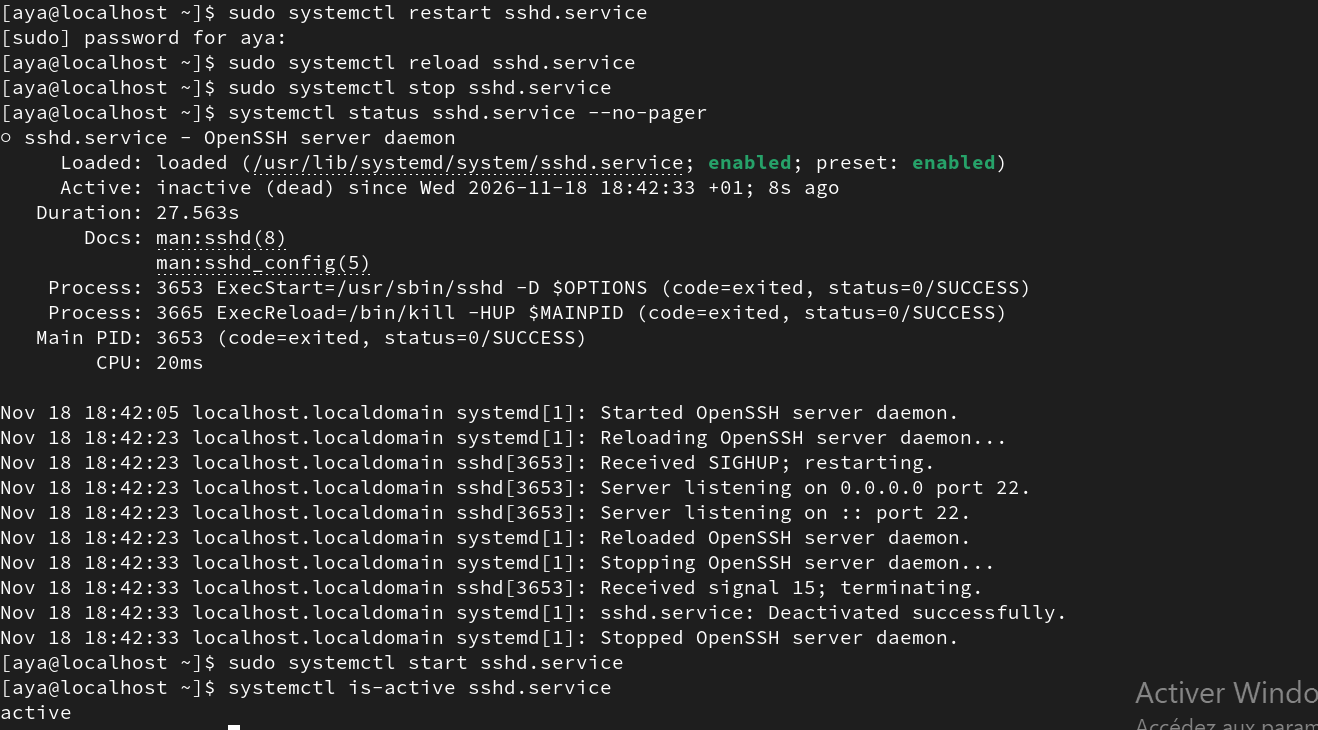 [aya@localhost ~]$ sudo systemctl restart sshd.service
[sudo] password for aya:
[aya@localhost ~]$ sudo systemctl reload sshd.service
[aya@localhost ~]$ sudo systemctl stop sshd.service
[aya@localhost ~]$ systemctl status sshd.service --no-pager
○ sshd.service - OpenSSH server daemon
     Loaded: loaded (/usr/lib/systemd/system/sshd.service; enabled; preset: enabled)
     Active: inactive (dead) since Wed 2026-11-18 18:42:33 +01; 8s ago
   Duration: 27.563s
       Docs: man:sshd(8)
             man:sshd_config(5)
    Process: 3653 ExecStart=/usr/sbin/sshd -D $OPTIONS (code=exited, status=0/SUCCESS)
    Process: 3665 ExecReload=/bin/kill -HUP $MAINPID (code=exited, status=0/SUCCESS)
   Main PID: 3653 (code=exited, status=0/SUCCESS)
        CPU: 20ms

Nov 18 18:42:05 localhost.localdomain systemd[1]: Started OpenSSH server daemon.
Nov 18 18:42:23 localhost.localdomain systemd[1]: Reloading OpenSSH server daemon...
Nov 18 18:42:23 localhost.localdomain sshd[3653]: Received SIGHUP; restarting.
Nov 18 18:42:23 localhost.localdomain sshd[3653]: Server listening on 0.0.0.0 port 22.
Nov 18 18:42:23 localhost.localdomain sshd[3653]: Server listening on :: port 22.
Nov 18 18:42:23 localhost.localdomain systemd[1]: Reloaded OpenSSH server daemon.
Nov 18 18:42:33 localhost.localdomain systemd[1]: Stopping OpenSSH server daemon...
Nov 18 18:42:33 localhost.localdomain sshd[3653]: Received signal 15; terminating.
Nov 18 18:42:33 localhost.localdomain systemd[1]: sshd.service: Deactivated successfully.
Nov 18 18:42:33 localhost.localdomain systemd[1]: Stopped OpenSSH server daemon.
[aya@localhost ~]$ sudo systemctl start sshd.service
[aya@localhost ~]$ systemctl is-active sshd.service
active
Activer Windo
Accédez aux param